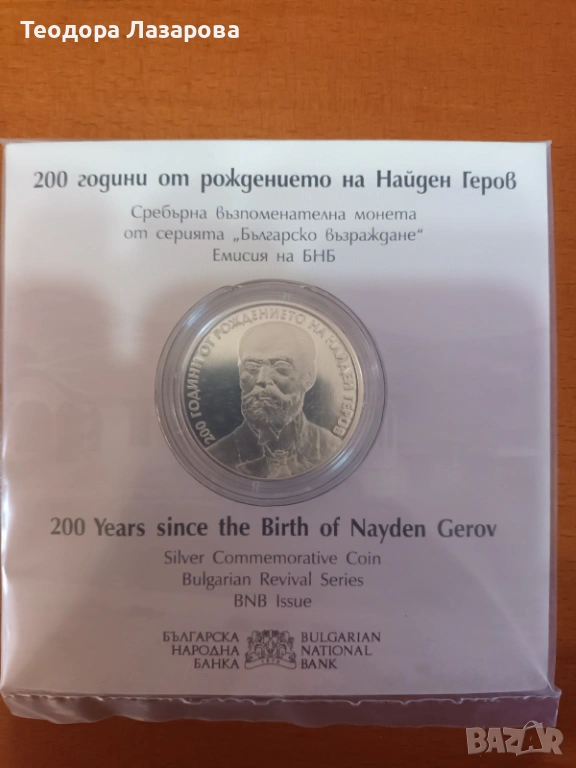 Теодора Лазарова
200 години от рождението на Найден Геров
Сребърна възпоменателна монета
от серията „Българско възраждане“
Емисия на БНБ
200 ГОДИНИ ОТ РОЖДЕНИЕТО НА НАЙДЕН ГЕРОВ
200 Years since the Birth of Nayden Gerov
Silver Commemorative Coin
Bulgarian Revival Series
BNB Issue
БЪЛГАРСКА
НАРОДНА
БАНКА
BULGARIAN
NATIONAL
BANK
BAZAR